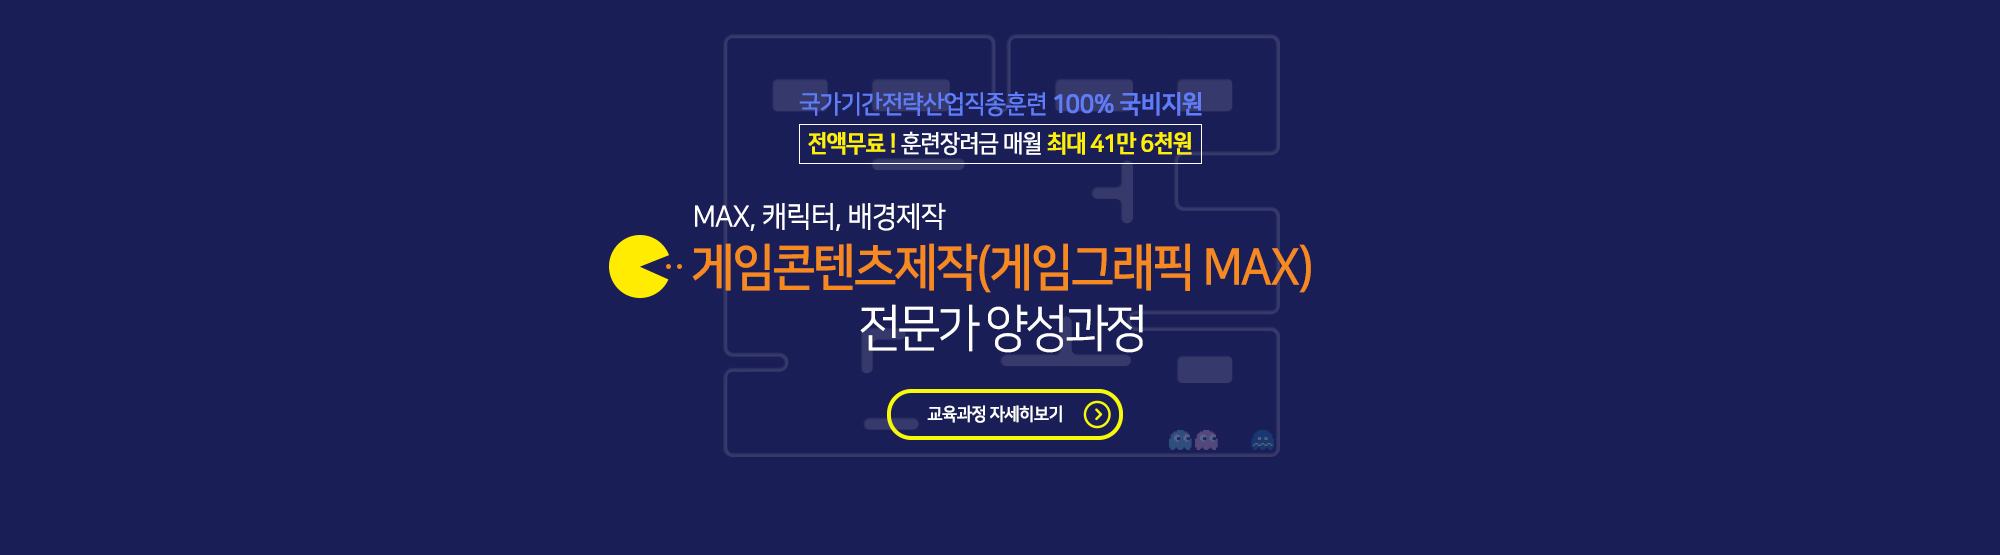 국가기간전략산업직종훈련 100% 국비지원
전액무료 ! 훈련장려금 매월 최대 41만 6천원
MAX, 캐릭터, 배경제작
게임콘텐츠제작(게임그래픽 MAX)
전문가 양성과정
교육과정 자세히보기